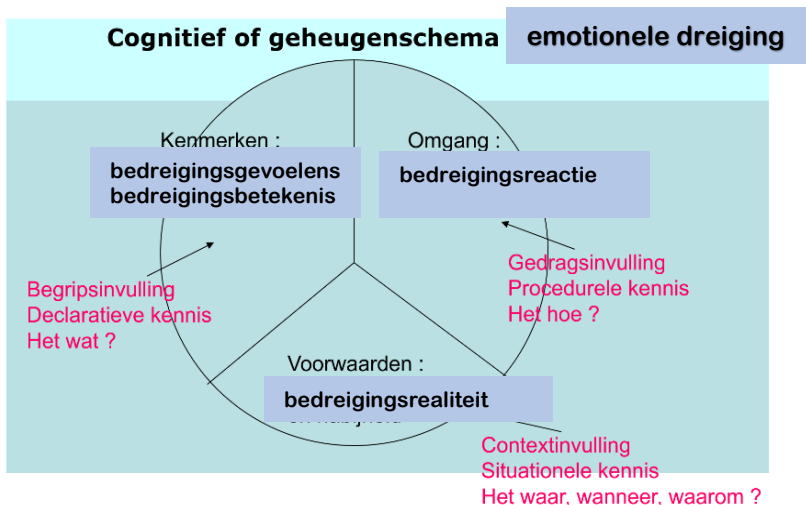 Cognitief of geheugenschema emotionele dreiging
Kenmerken :
bedreigingsgevoelens
bedreigingsbetekenis
Omgang :
bedreigingsreactie
Begripsinvulling
Declaratieve kennis
Het wat ?
Gedragsinvulling
Procedurele kennis
Het hoe ?
Voorwaarden :
bedreigingsrealiteit
Contextinvulling
Situationele kennis
Het waar, wanneer, waarom ?